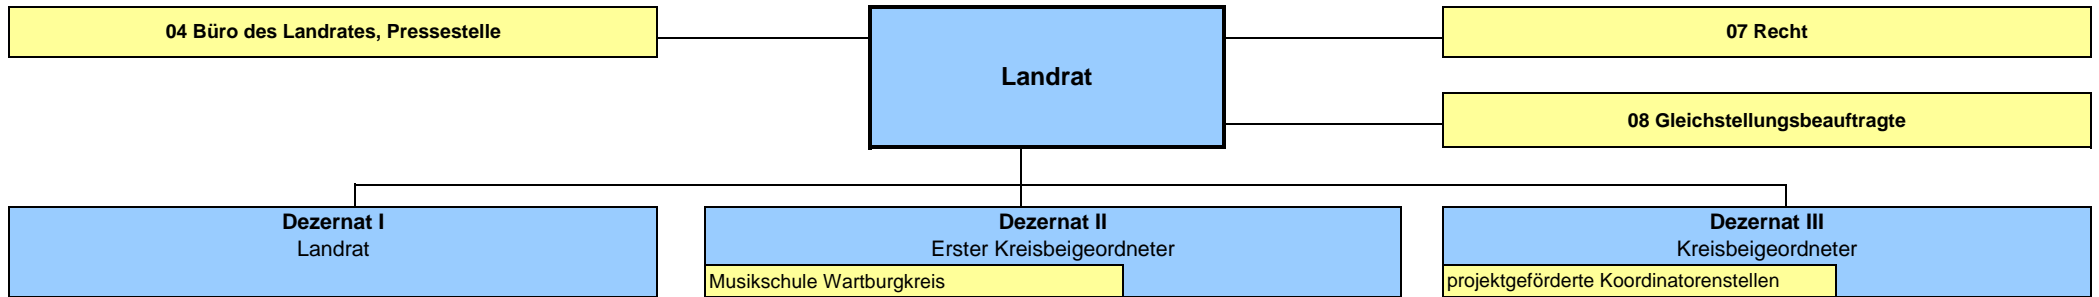 04 Büro des Landrates, Pressestelle
Landrat
07 Recht
08 Gleichstellungsbeauftragte
Dezernat I
Landrat
Dezernat II
Erster Kreisbeigeordneter
Musikschule Wartburgkreis
Dezernat III
Kreisbeigeordneter
projektgeförderte Koordinatorenstellen